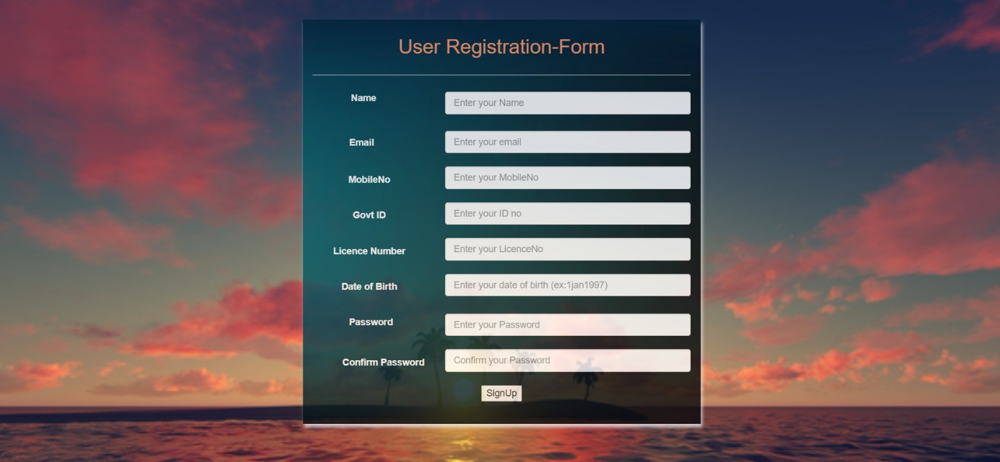 User Registration-Form
Name
Enter your Name
Email
Enter your email
MobileNo
Enter your MobileNo
Govt ID
Enter your ID no
Licence Number
Enter your LicenceNo
Date of Birth
Enter your date of birth (ex:1jan1997)
Password
Enter your Password
Confirm Password
Confirm your Password
SignUp